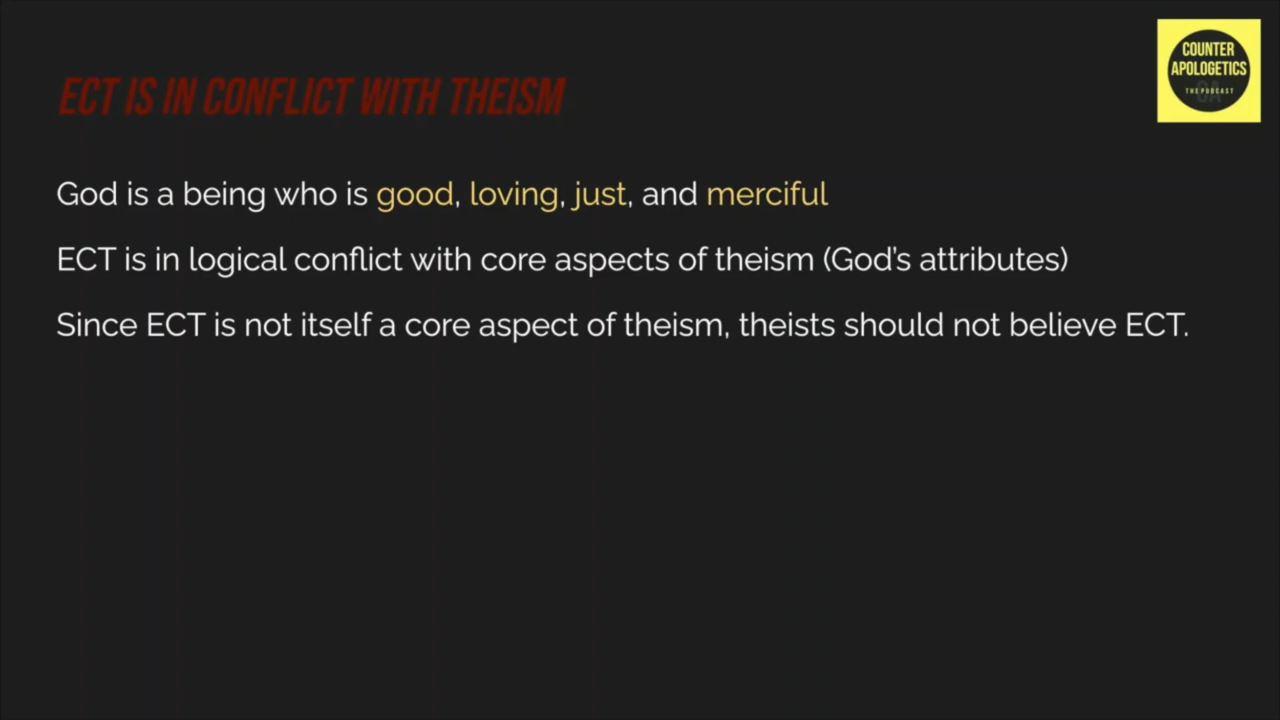 COUNTER
APOLOGETICS
THE PODCAST
ECT IS IN CONFLICT WITH THEISM
God is a being who is good, loving, just, and merciful
ECT is in logical conflict with core aspects of theism (God's attributes)
Since ECT is not itself a core aspect of theism, theists should not believe ECT.